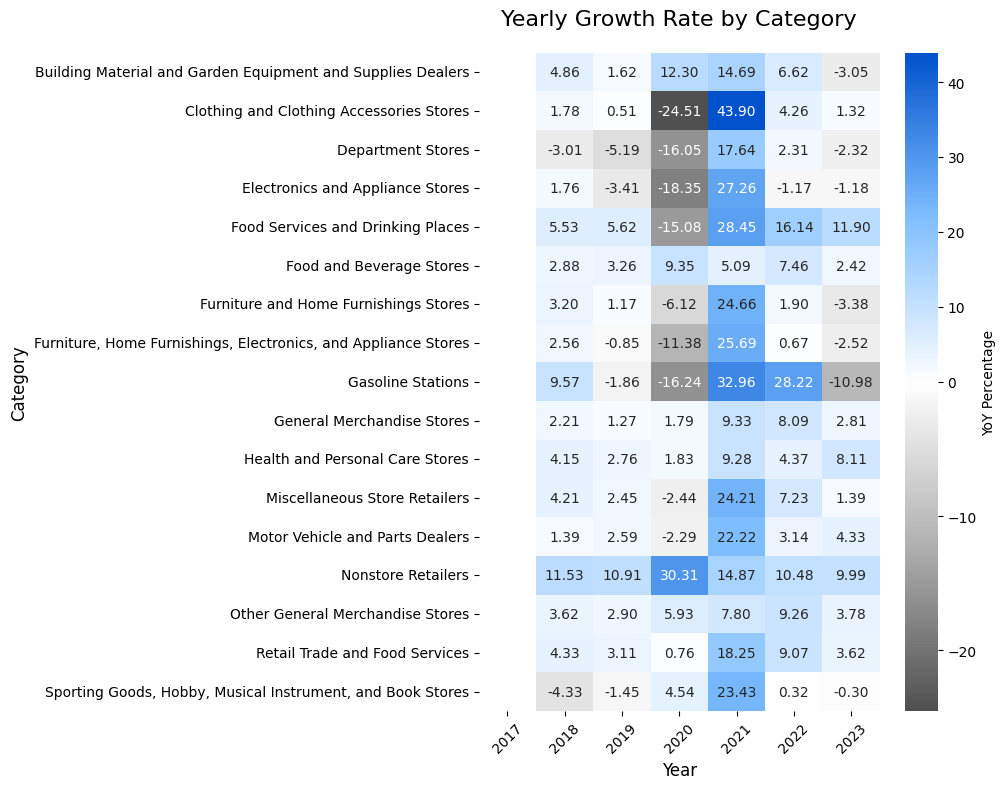 Yearly Growth Rate by Category
Building Material and Garden Equipment and Supplies Dealers 4.86 1.62 12.30 14.69 6.62 -3.05
Clothing and Clothing Accessories Stores 1.78 0.51 -24.51 43.90 4.26 1.32
Department Stores -3.01 -5.19 -16.05 17.64 2.31 -2.32
Electronics and Appliance Stores 1.76 -3.41 -18.35 27.26 -1.17 -1.18
Food Services and Drinking Places 5.53 5.62 -15.08 28.45 16.14 11.90
Food and Beverage Stores 2.88 3.26 9.35 5.09 7.46 2.42
Furniture and Home Furnishings Stores 3.20 1.17 -6.12 24.66 1.90 -3.38
Furniture, Home Furnishings, Electronics, and Appliance Stores 2.56 -0.85 -11.38 25.69 0.67 -2.52
Gasoline Stations 9.57 -1.86 -16.24 32.96 28.22 -10.98
General Merchandise Stores 2.21 1.27 1.79 9.33 8.09 2.81
Health and Personal Care Stores 4.15 2.76 1.83 9.28 4.37 8.11
Miscellaneous Store Retailers 4.21 2.45 -2.44 24.21 7.23 1.39
Motor Vehicle and Parts Dealers 1.39 2.59 -2.29 22.22 3.14 4.33
Nonstore Retailers 11.53 10.91 30.31 14.87 10.48 9.99
Other General Merchandise Stores 3.62 2.90 5.93 7.80 9.26 3.78
Retail Trade and Food Services 4.33 3.11 0.76 18.25 9.07 3.62
Sporting Goods, Hobby, Musical Instrument, and Book Stores -4.33 -1.45 4.54 23.43 0.32 -0.30
2017 2018 2019 2020 2021 2022 2023
Year
Category
40
30
20
10
0
−10
−20
YoY Percentage